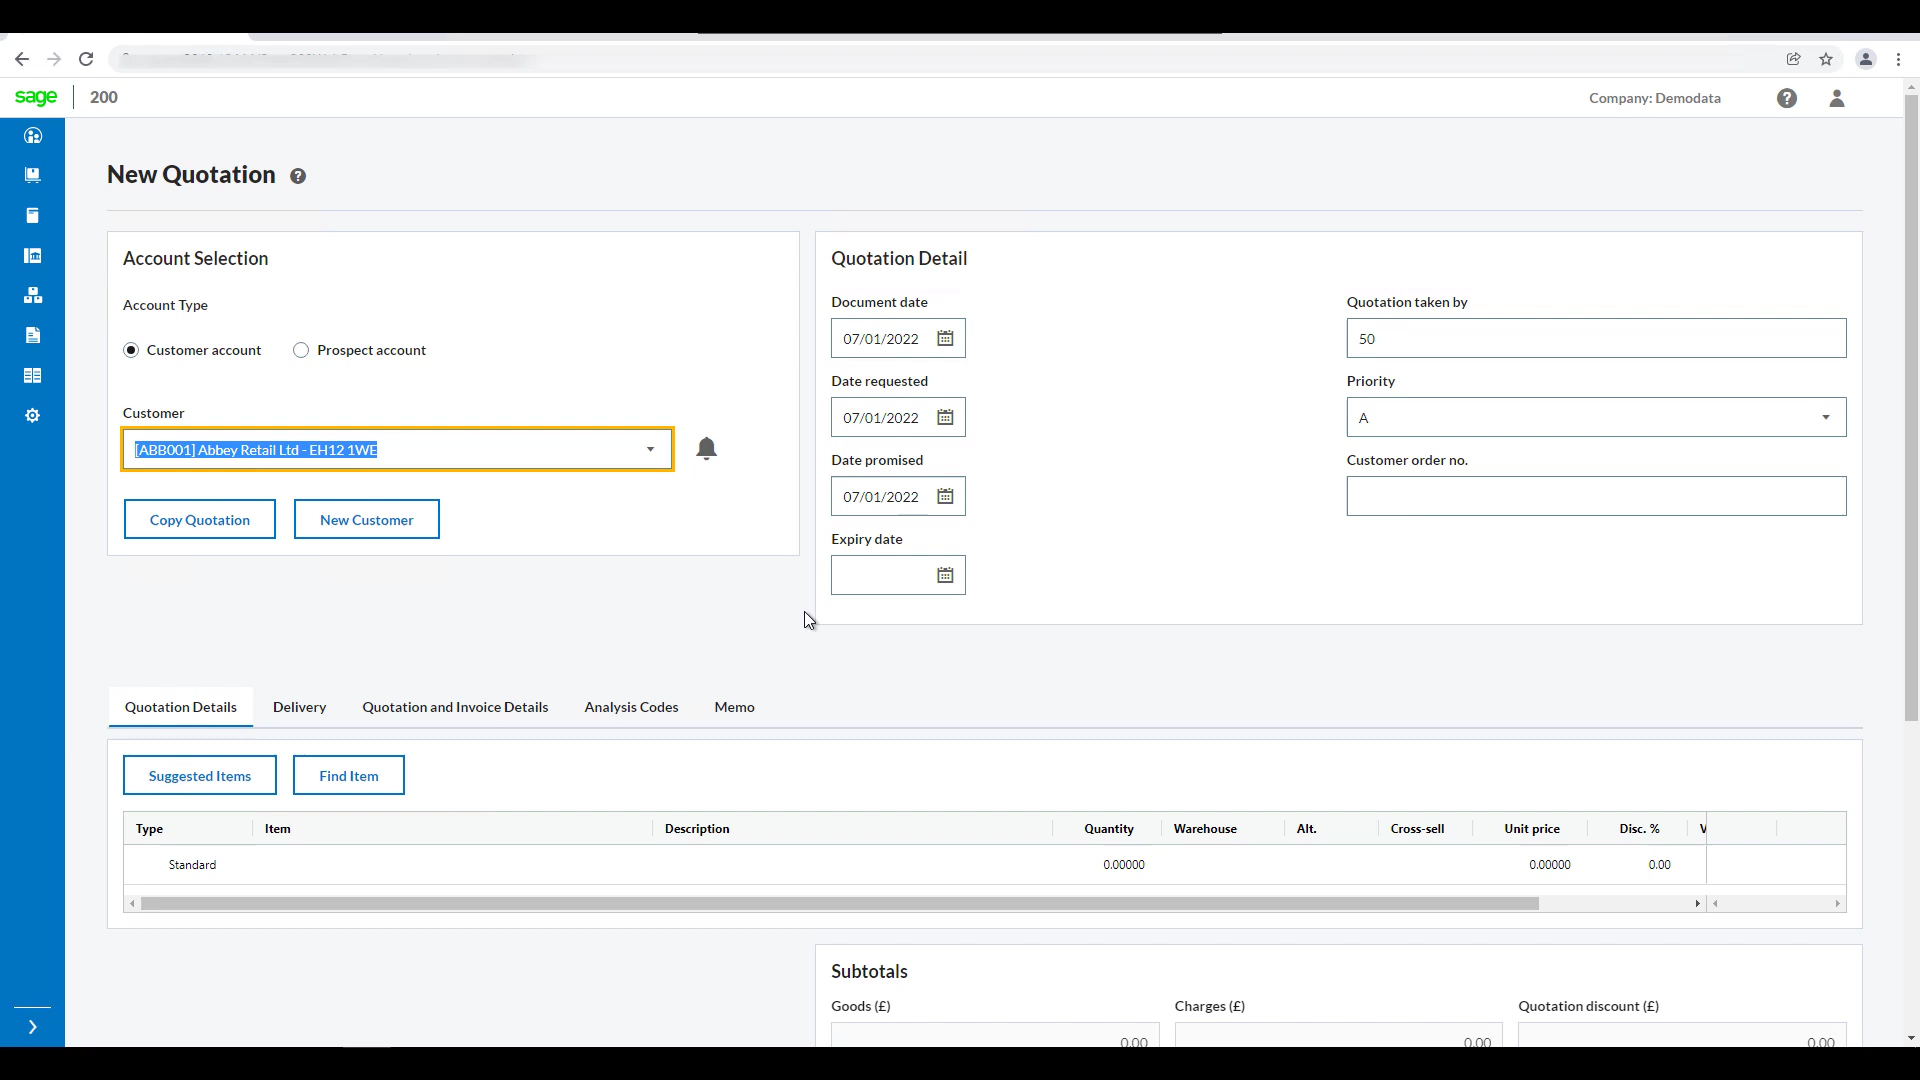 sage 200
Company: Demodata
New Quotation
Account Selection
Account Type
Customer account
Prospect account
Customer
[ABB001] Abbey Retail Ltd - EH12 1WE
Copy Quotation
New Customer
Quotation Detail
Document date
07/01/2022
Date requested
07/01/2022
Date promised
07/01/2022
Expiry date
Quotation taken by
50
Priority
A
Customer order no.
Quotation Details Delivery Quotation and Invoice Details Analysis Codes Memo
Suggested Items Find Item
Type Item Description Quantity Warehouse Alt. Cross-sell Unit price Disc. %
Standard 0.00000 0.00000 0.00
Subtotals
Goods (£) Charges (£) Quotation discount (£)
0.00 0.00 0.00